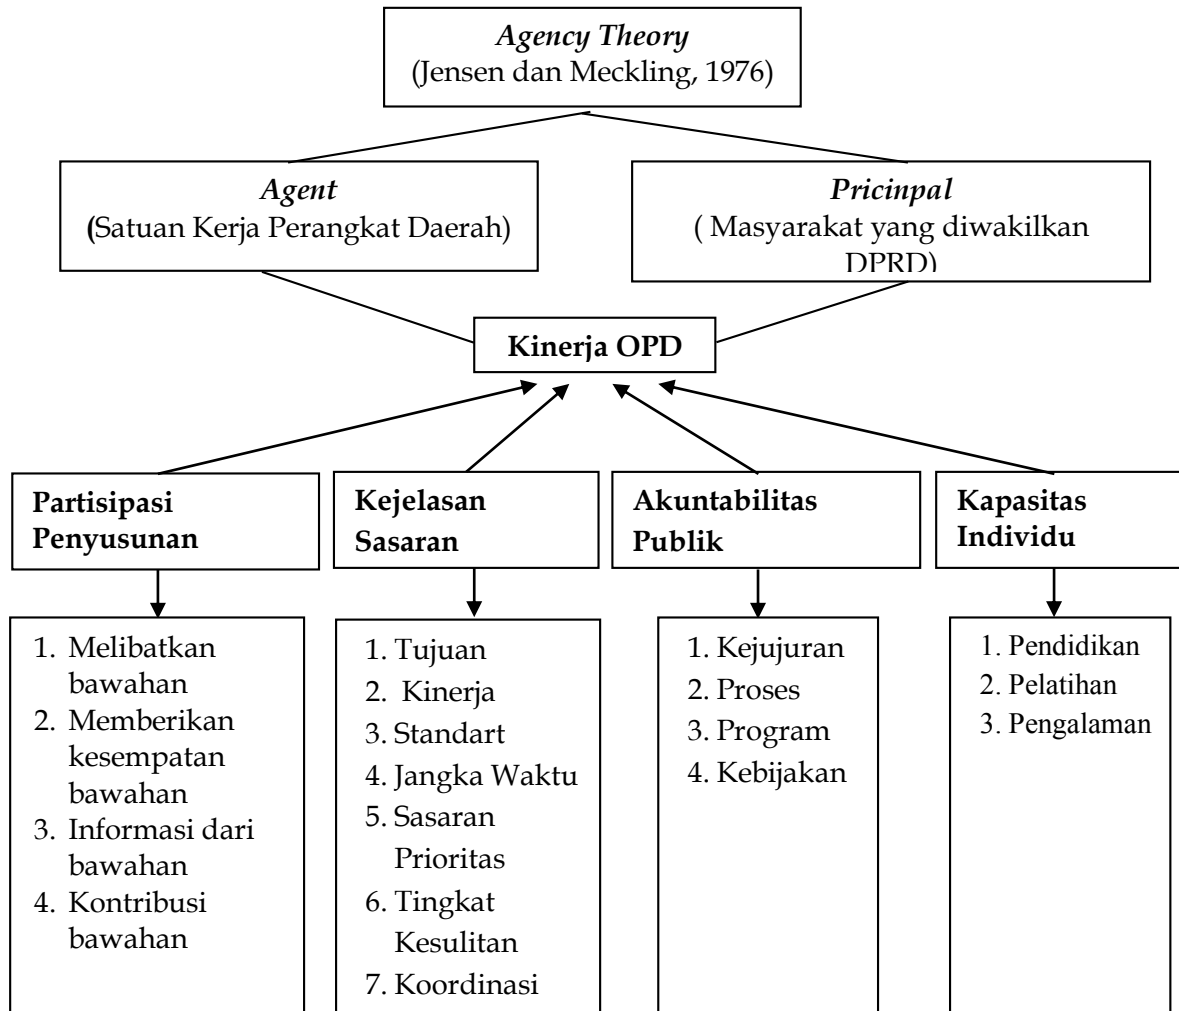 Agency Theory
(Jensen dan Meckling, 1976)
Agent
(Satuan Kerja Perangkat Daerah)
Pricinpal
( Masyarakat yang diwakilkan
DPRD)
Kinerja OPD
Partisipasi
Penyusunan
Kejelasan
Sasaran
Akuntabilitas
Publik
Kapasitas
Individu
1. Melibatkan
bawahan
2. Memberikan
kesempatan
bawahan
3. Informasi dari
bawahan
4. Kontribusi
bawahan
1. Tujuan
2. Kinerja
3. Standart
4. Jangka Waktu
5. Sasaran
Prioritas
6. Tingkat
Kesulitan
7. Koordinasi
1. Kejujuran
2. Proses
3. Program
4. Kebijakan
1. Pendidikan
2. Pelatihan
3. Pengalaman